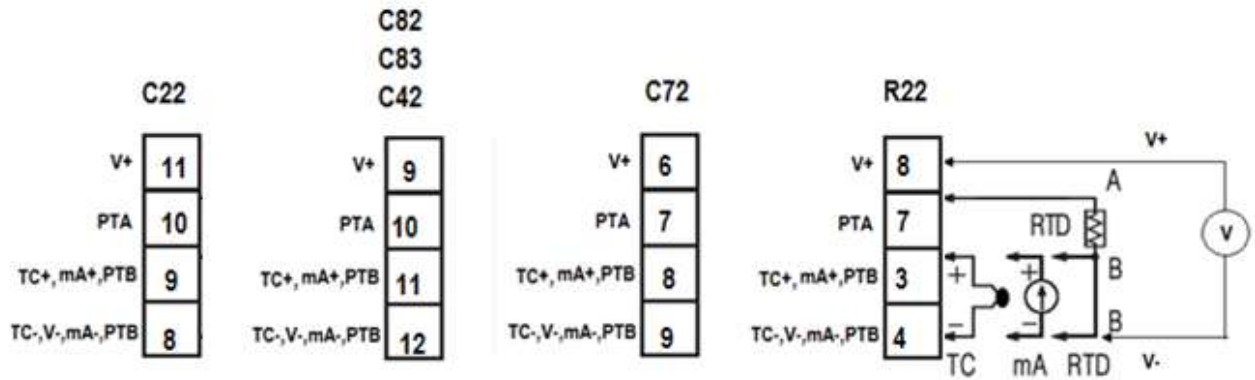 C82
C83
C42
C22
C72
R22
V+ 11
PTA 10
TC+, mA+,PTB 9
TC-,V-,mA-,PTB 8
V+ 9
PTA 10
TC+, mA+,PTB 11
TC-,V-,mA-,PTB 12
V+ 6
PTA 7
TC+, mA+,PTB 8
TC-,V-,mA-,PTB 9
V+ 8
PTA 7
TC+, mA+,PTB 3
TC-,V-,mA-,PTB 4
V+
A
RTD
V
+ + B
- - B
TC mA RTD V-